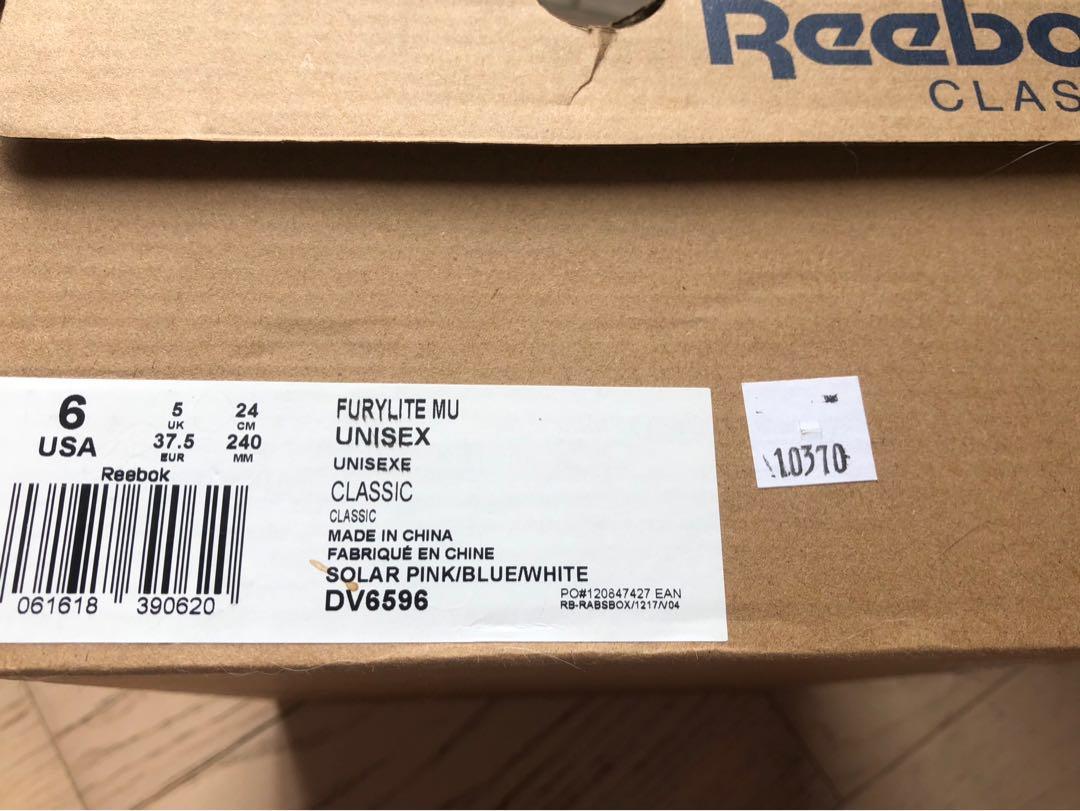 Reebo
CLAS
6
USA
5
UK
37.5
EUR
24
CM
240
MM
Reebok
061618 390620
FURYLITE MU
UNISEX
UNISEXE
CLASSIC
CLASSIC
MADE IN CHINA
FABRIQUÉ EN CHINE
SOLAR PINK/BLUE/WHITE
DV6596
PO#120847427 EAN
RB-RABSBOX/1217/V04
10370